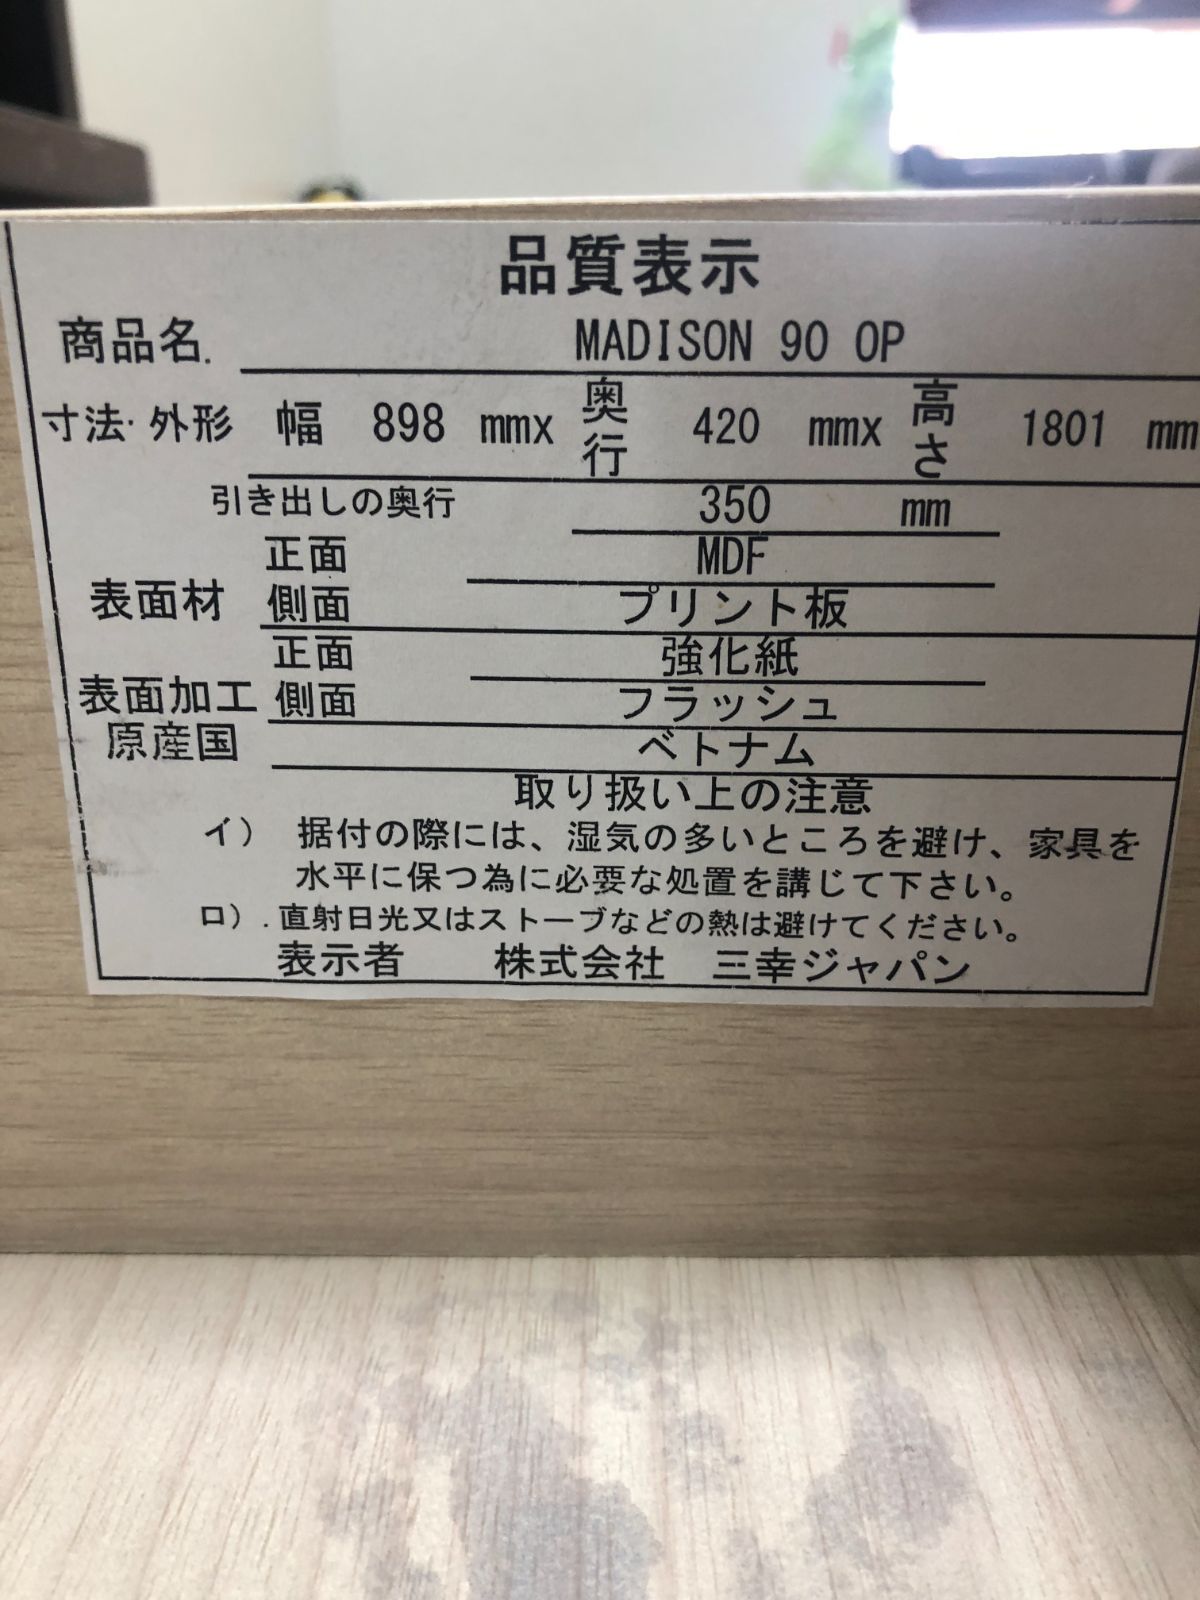 品質表示
商品名. MADISON 90 OP
寸法・外形 幅 898 mmx 奥行 420 mmx 高さ 1801 mm
引き出しの奥行 350 mm
表面材 正面 MDF
側面 プリント板
表面加工 正面 強化紙
側面 フラッシュ
原産国 ベトナム
取り扱い上の注意
イ） 据付の際には、湿気の多いところを避け、家具を
水平に保つ為に必要な処置を講じて下さい。
ロ）.直射日光又はストーブなどの熱は避けてください。
表示者 株式会社 三幸ジャパン